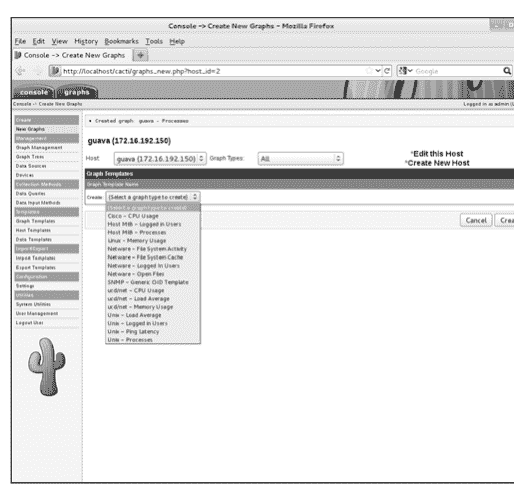 Console -> Create New Graphs - Mozilla Firefox
File Edit View History Bookmarks Tools Help
Console -> Create New Graphs
http://localhost/cacti/graphs_new.php?host_id=2
Google
console graphs
Console -> Create New Graphs
Logged in as admin (L
Create
New Graphs
Management
Graph Management
Graph Trees
Data Sources
Devices
Collection Methods
Data Queries
Data Input Methods
Templates
Graph Templates
Host Templates
Data Templates
Import/Export
Import Templates
Export Templates
Configuration
Settings
Utilities
System Utilities
User Management
Logout User
• Created graph: guava - Processes
guava (172.16.192.150)
Host: guava (172.16.192.150) Graph Types: All
*Edit this Host
*Create New Host
Graph Templates
Graph Template Name
Create: (Select a graph type to create)
(Select a graph type to create)
Cisco - CPU Usage
Host MIB - Logged in Users
Host MIB - Processes
Linux - Memory Usage
Netware - File System Activity
Netware - File System Cache
Netware - Logged In Users
Netware - Open Files
SNMP - Generic OID Template
ucd/net - CPU Usage
ucd/net - Load Average
ucd/net - Memory Usage
Unix - Load Average
Unix - Logged in Users
Unix - Ping Latency
Unix - Processes
Cancel Crea